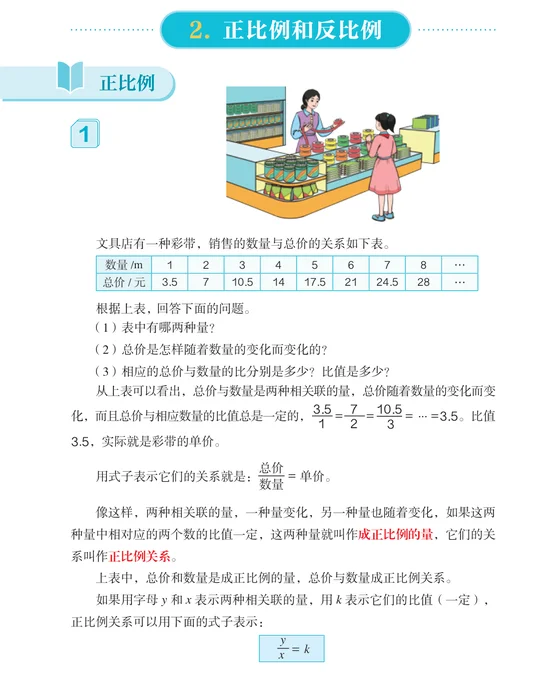 2. 正比例和反比例
正比例
1
文具店有一种彩带，销售的数量与总价的关系如下表。
数量 /m 1 2 3 4 5 6 7 8 …
总价 / 元 3.5 7 10.5 14 17.5 21 24.5 28 …
根据上表，回答下面的问题。
（1）表中有哪两种量？
（2）总价是怎样随着数量的变化而变化的？
（3）相应的总价与数量的比分别是多少？比值是多少？
从上表可以看出，总价与数量是两种相关联的量，总价随着数量的变化而变
化，而且总价与相应数量的比值总是一定的，3.5/1=7/2=10.5/3= … =3.5。比值
3.5，实际就是彩带的单价。
用式子表示它们的关系就是：总价/数量 = 单价。
像这样，两种相关联的量，一种量变化，另一种量也随着变化，如果这两
种量中相对应的两个数的比值一定，这两种量就叫作成正比例的量，它们的关
系叫作正比例关系。
上表中，总价和数量是成正比例的量，总价与数量成正比例关系。
如果用字母 y 和 x 表示两种相关联的量，用 k 表示它们的比值（一定），
正比例关系可以用下面的式子表示：
y/x = k